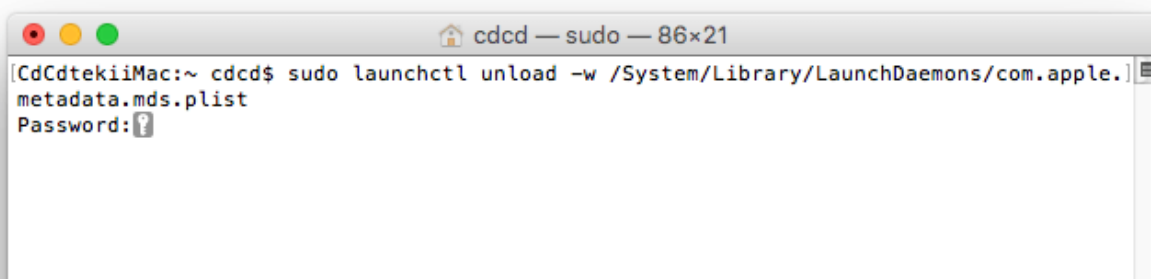 cdcd — sudo — 86×21
[CdCdtekiiMac:~ cdcd$ sudo launchctl unload -w /System/Library/LaunchDaemons/com.apple.]
metadata.mds.plist
Password: